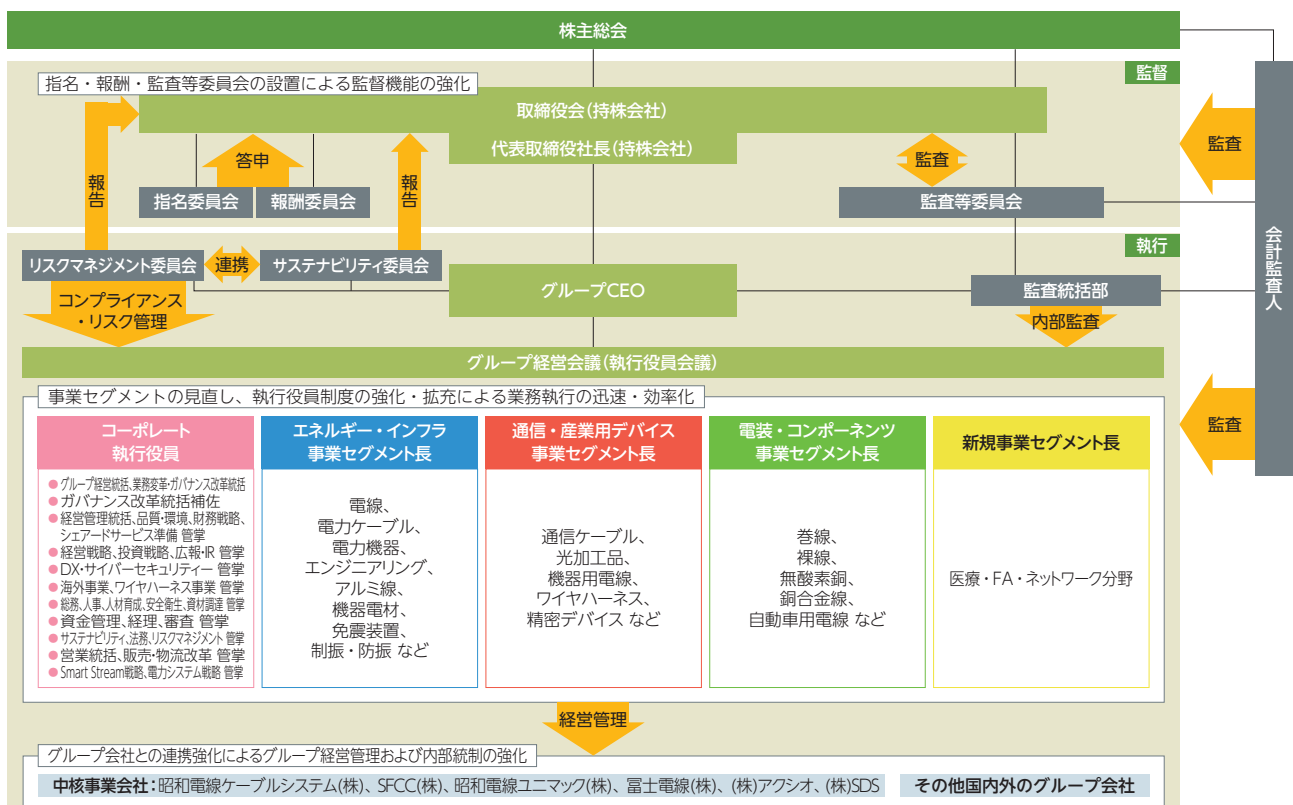 株主総会
監督
指名・報酬・監査等委員会の設置による監督機能の強化
取締役会(持株会社)
代表取締役社長(持株会社)
報告
答申
報告
監査
監査
指名委員会
報酬委員会
監査等委員会
会計監査人
執行
リスクマネジメント委員会
連携
サステナビリティ委員会
グループCEO
監査統括部
コンプライアンス
・リスク管理
内部監査
グループ経営会議(執行役員会議)
事業セグメントの見直し、執行役員制度の強化・拡充による業務執行の迅速・効率化
監査
コーポレート
執行役員
●グループ経営統括、業務変革・ガバナンス改革統括
●ガバナンス改革統括補佐
●経営管理統括、品質・環境、財務戦略、
シェアードサービス準備 管掌
●経営戦略、投資戦略、広報・IR 管掌
●DX・サイバーセキュリティー 管掌
●海外事業、ワイヤハーネス事業 管掌
●総務、人事、人材育成、安全衛生、資材調達 管掌
●資金管理、経理、審査 管掌
●サステナビリティ、法務、リスクマネジメント 管掌
●営業統括、販売・物流改革 管掌
●Smart Stream戦略、電力システム戦略 管掌
エネルギー・インフラ
事業セグメント長
電線、
電力ケーブル、
電力機器、
エンジニアリング、
アルミ線、
機器電材、
免震装置、
制振・防振 など
通信・産業用デバイス
事業セグメント長
通信ケーブル、
光加工品、
機器用電線、
ワイヤハーネス、
精密デバイス など
電装・コンポーネンツ
事業セグメント長
巻線、
裸線、
無酸素銅、
銅合金線、
自動車用電線 など
新規事業セグメント長
医療・FA・ネットワーク分野
経営管理
グループ会社との連携強化によるグループ経営管理および内部統制の強化
中核事業会社：昭和電線ケーブルシステム(株)、SFCC(株)、昭和電線ユニマック(株)、冨士電線(株)、(株)アクシオ、(株)SDS
その他国内外のグループ会社